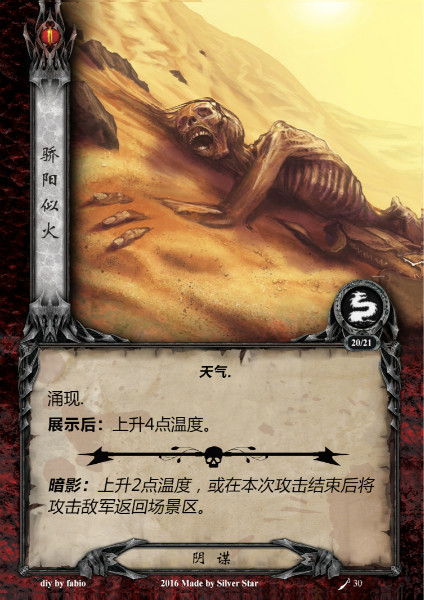 骄阳似火
20/21
天气.
涌现.
展示后：上升4点温度。
暗影：上升2点温度，或在本次攻击结束后将
攻击敌军返回场景区。
阴谋
diy by fabio 2016 Made by Silver Star 30